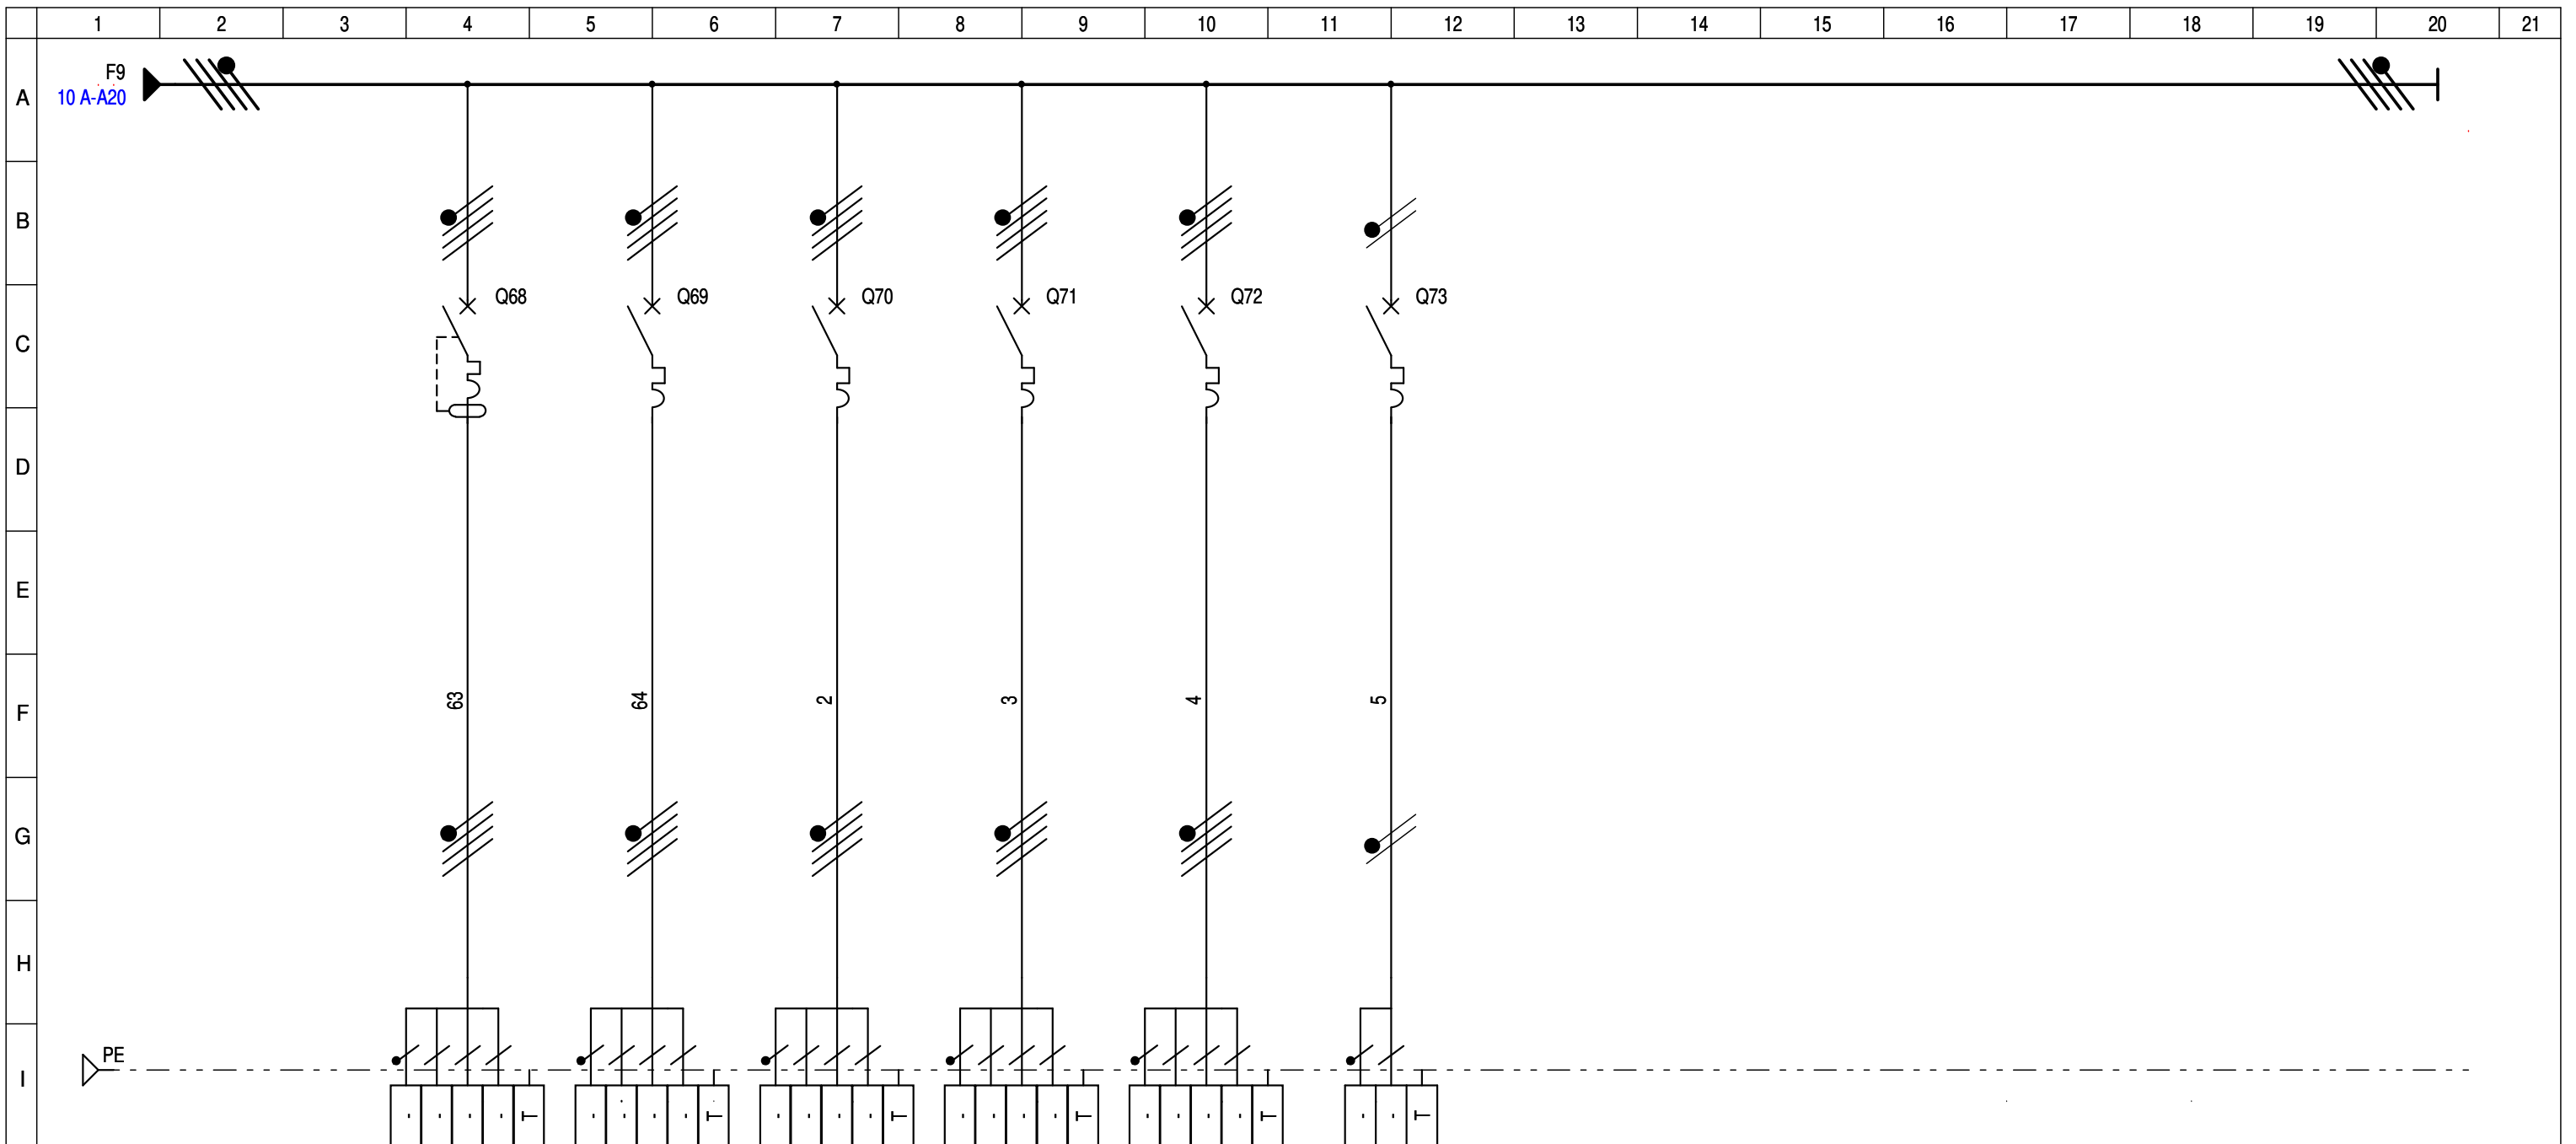 1 2 3 4 5 6 7 8 9 10 11 12 13 14 15 16 17 18 19 20 21
F9
A
10 A-A20
B
Q68 Q69 Q70 Q71 Q72 Q73
C
D
E
F
63 64 2 3 4 5
G
H
PE
I
- - - - T - - - - T - - - - T - - - - T - - - - T - - T